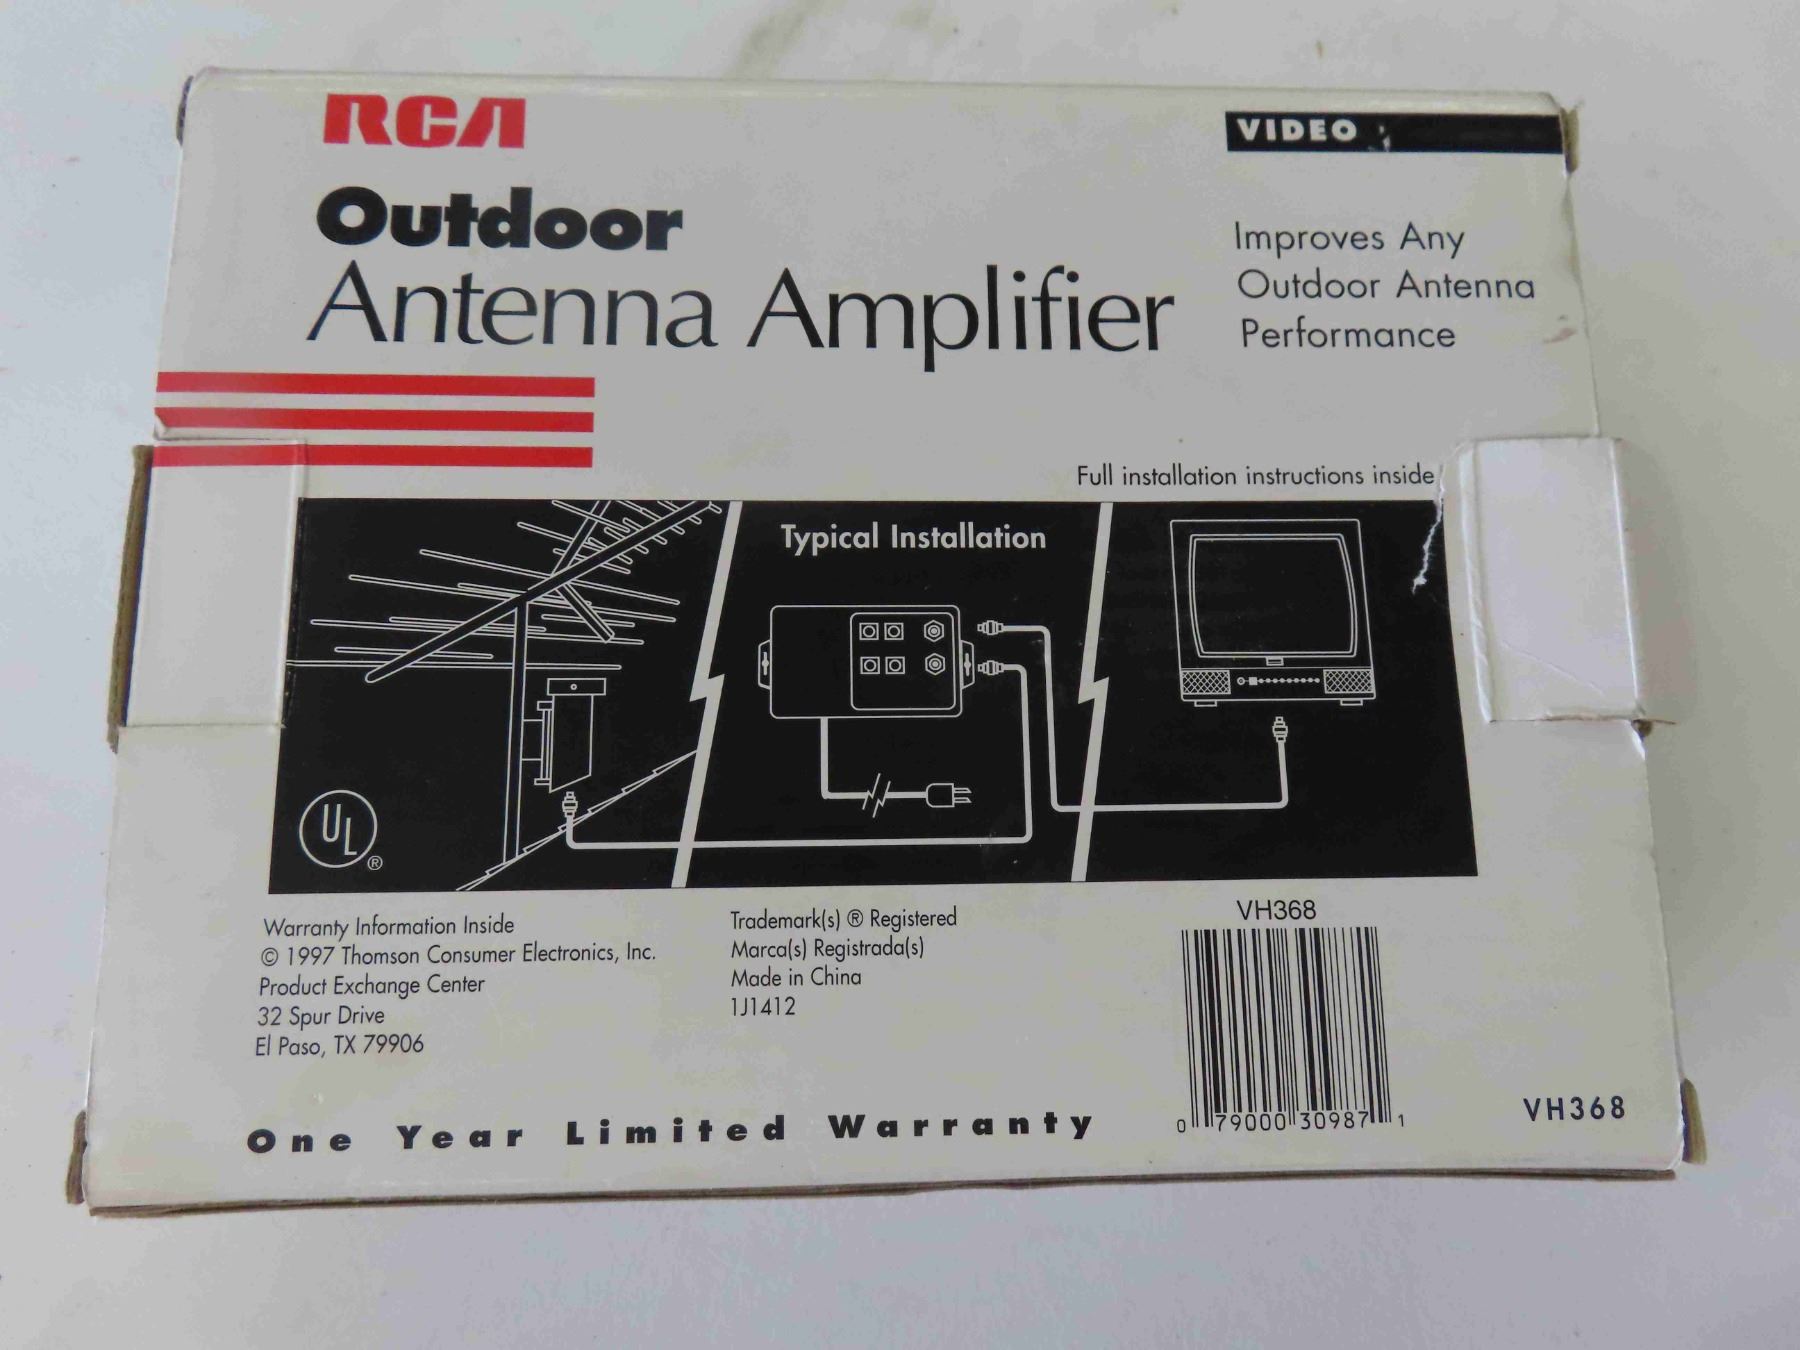 RCA
VIDEO
Outdoor
Antenna Amplifier
Improves Any
Outdoor Antenna
Performance
Full installation instructions inside
Typical Installation
UL
®
Warranty Information Inside
© 1997 Thomson Consumer Electronics, Inc.
Product Exchange Center
32 Spur Drive
El Paso, TX 79906
Trademark(s) ® Registered
Marca(s) Registrada(s)
Made in China
1J1412
VH368
0 79000 30987 1
VH368
One Year Limited Warranty